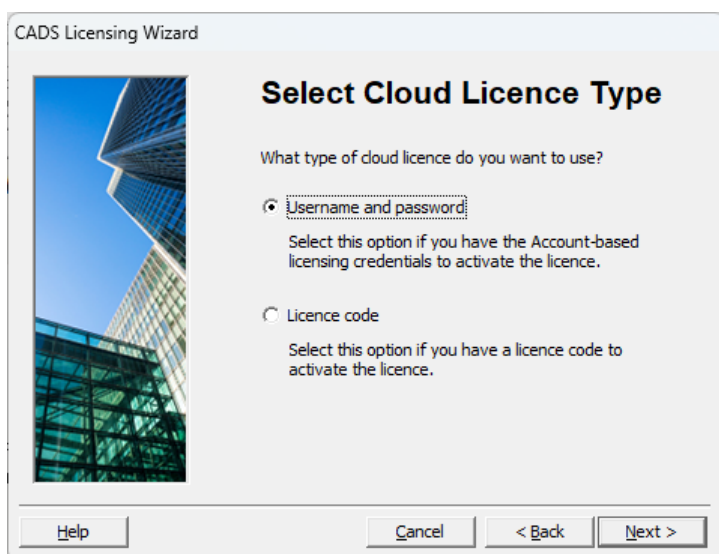 CADS Licensing Wizard
Select Cloud Licence Type
What type of cloud licence do you want to use?
Username and password
Select this option if you have the Account-based
licensing credentials to activate the licence.
Licence code
Select this option if you have a licence code to
activate the licence.
Help
Cancel
< Back
Next >